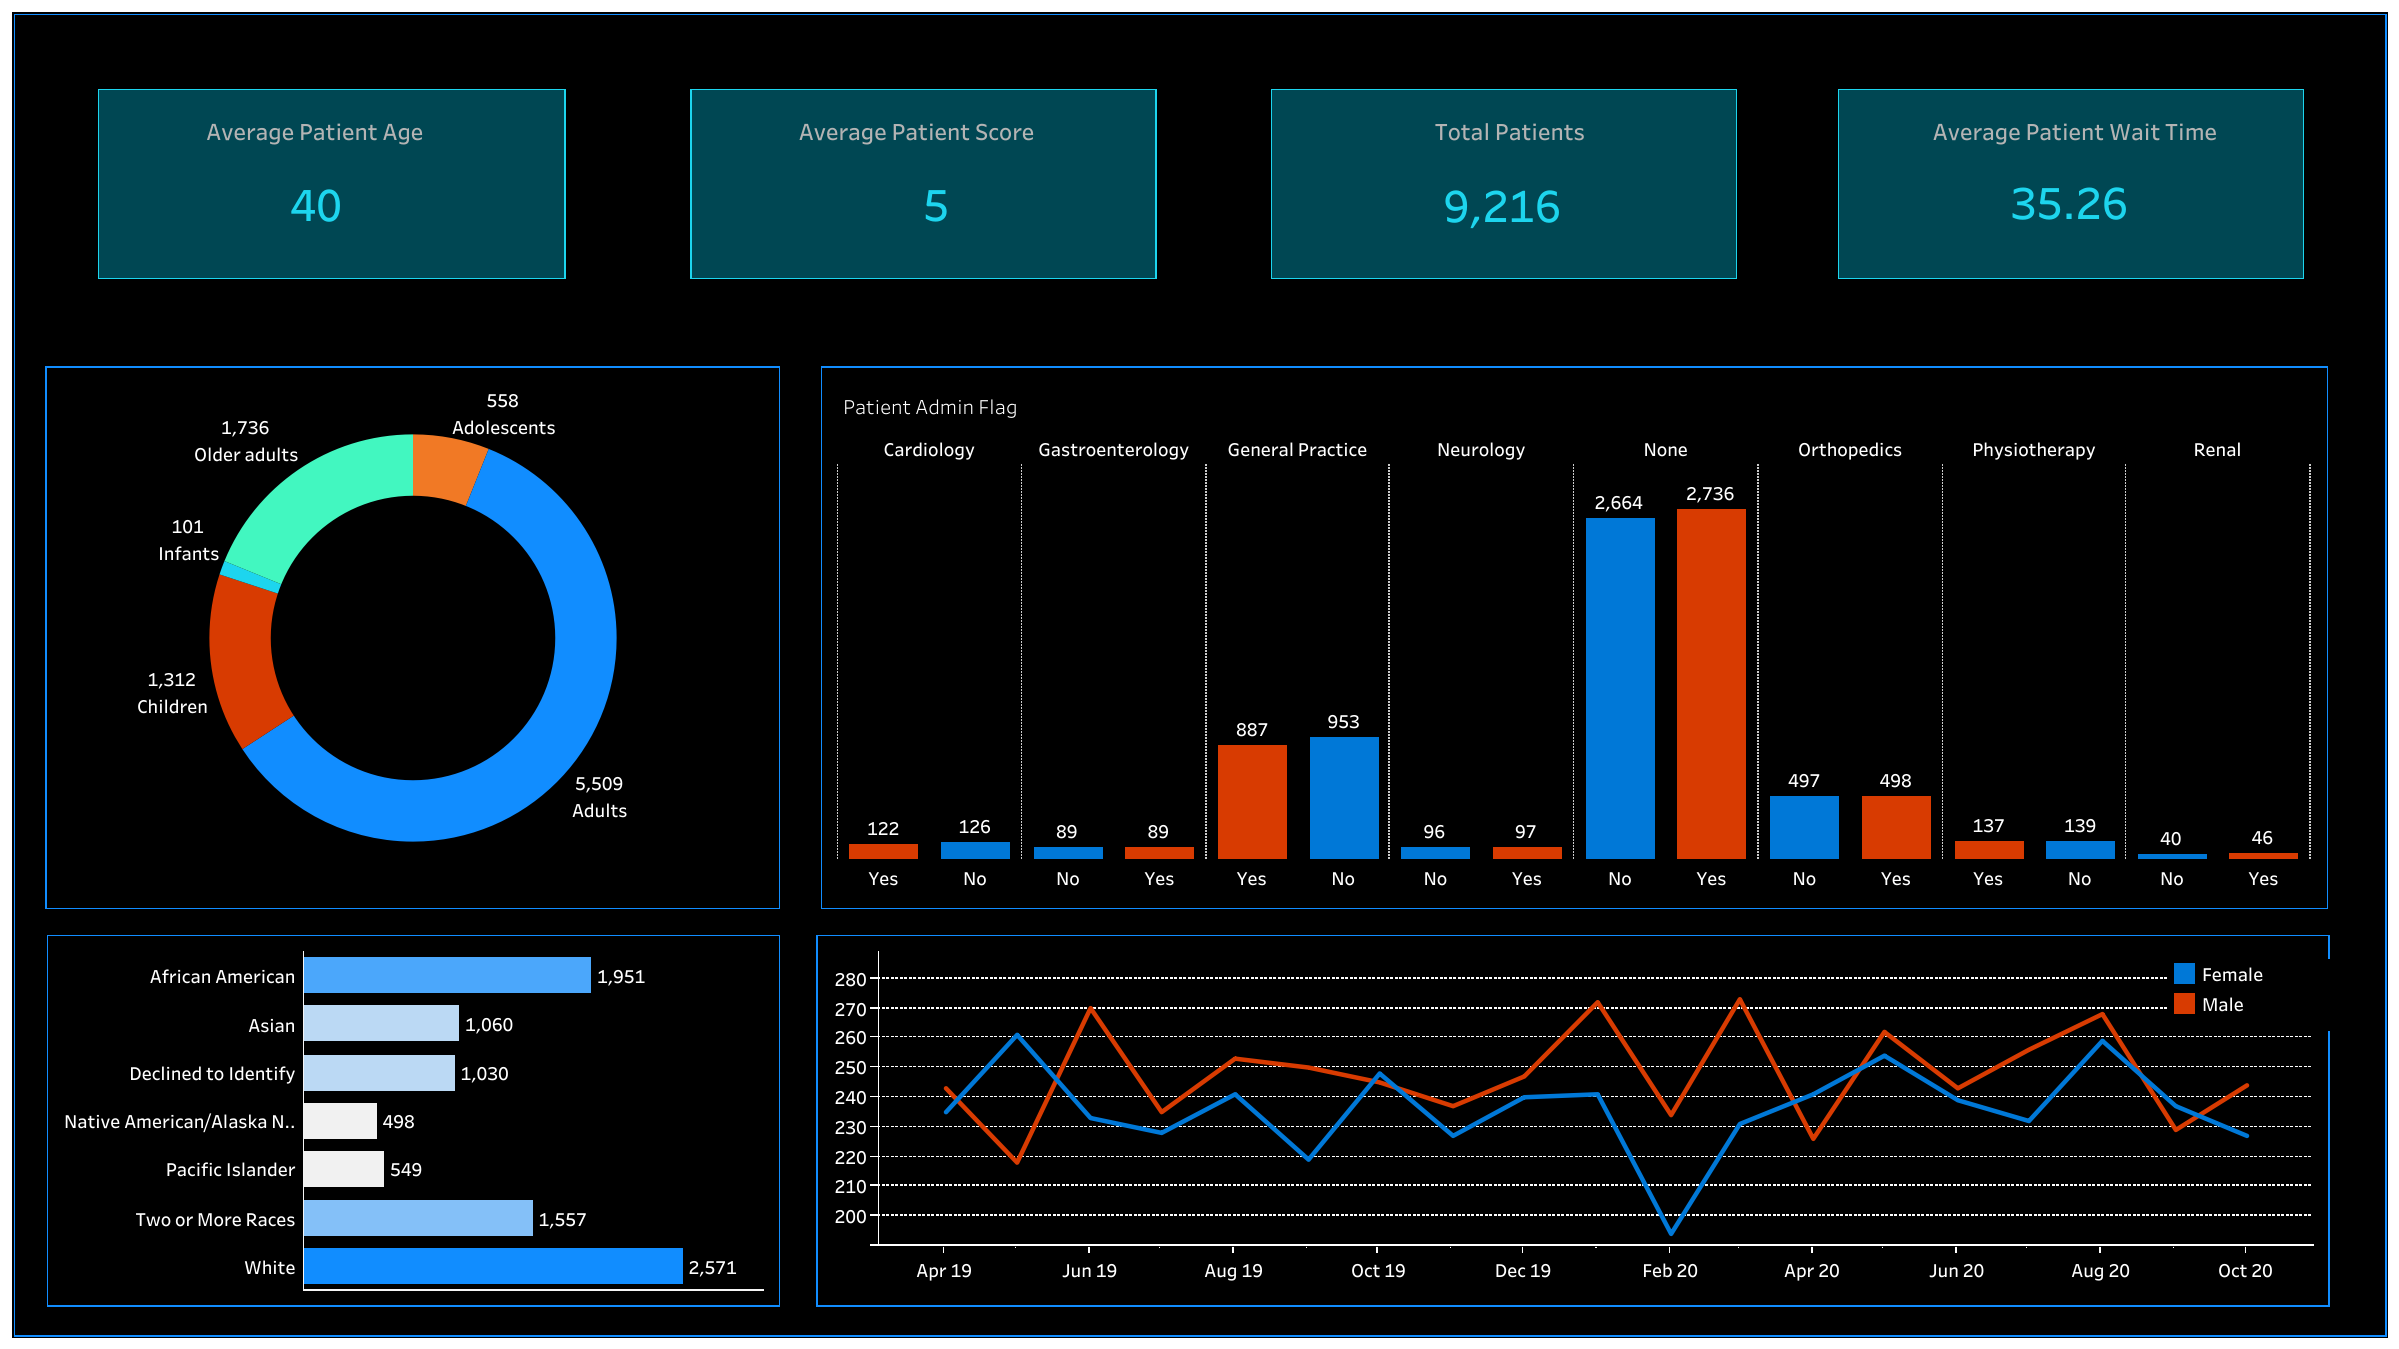 Average Patient Age
40
Average Patient Score
5
Total Patients
9,216
Average Patient Wait Time
35.26
558
Adolescents
1,736
Older adults
101
Infants
1,312
Children
5,509
Adults
Patient Admin Flag
Cardiology Gastroenterology General Practice Neurology None Orthopedics Physiotherapy Renal
122 126 89 89 887 953 96 97 2,664 2,736 497 498 137 139 40 46
Yes No No Yes Yes No No Yes No Yes No Yes Yes No No Yes
African American 1,951
Asian 1,060
Declined to Identify 1,030
Native American/Alaska N.. 498
Pacific Islander 549
Two or More Races 1,557
White 2,571
Female
Male
280
270
260
250
240
230
220
210
200
Apr 19 Jun 19 Aug 19 Oct 19 Dec 19 Feb 20 Apr 20 Jun 20 Aug 20 Oct 20